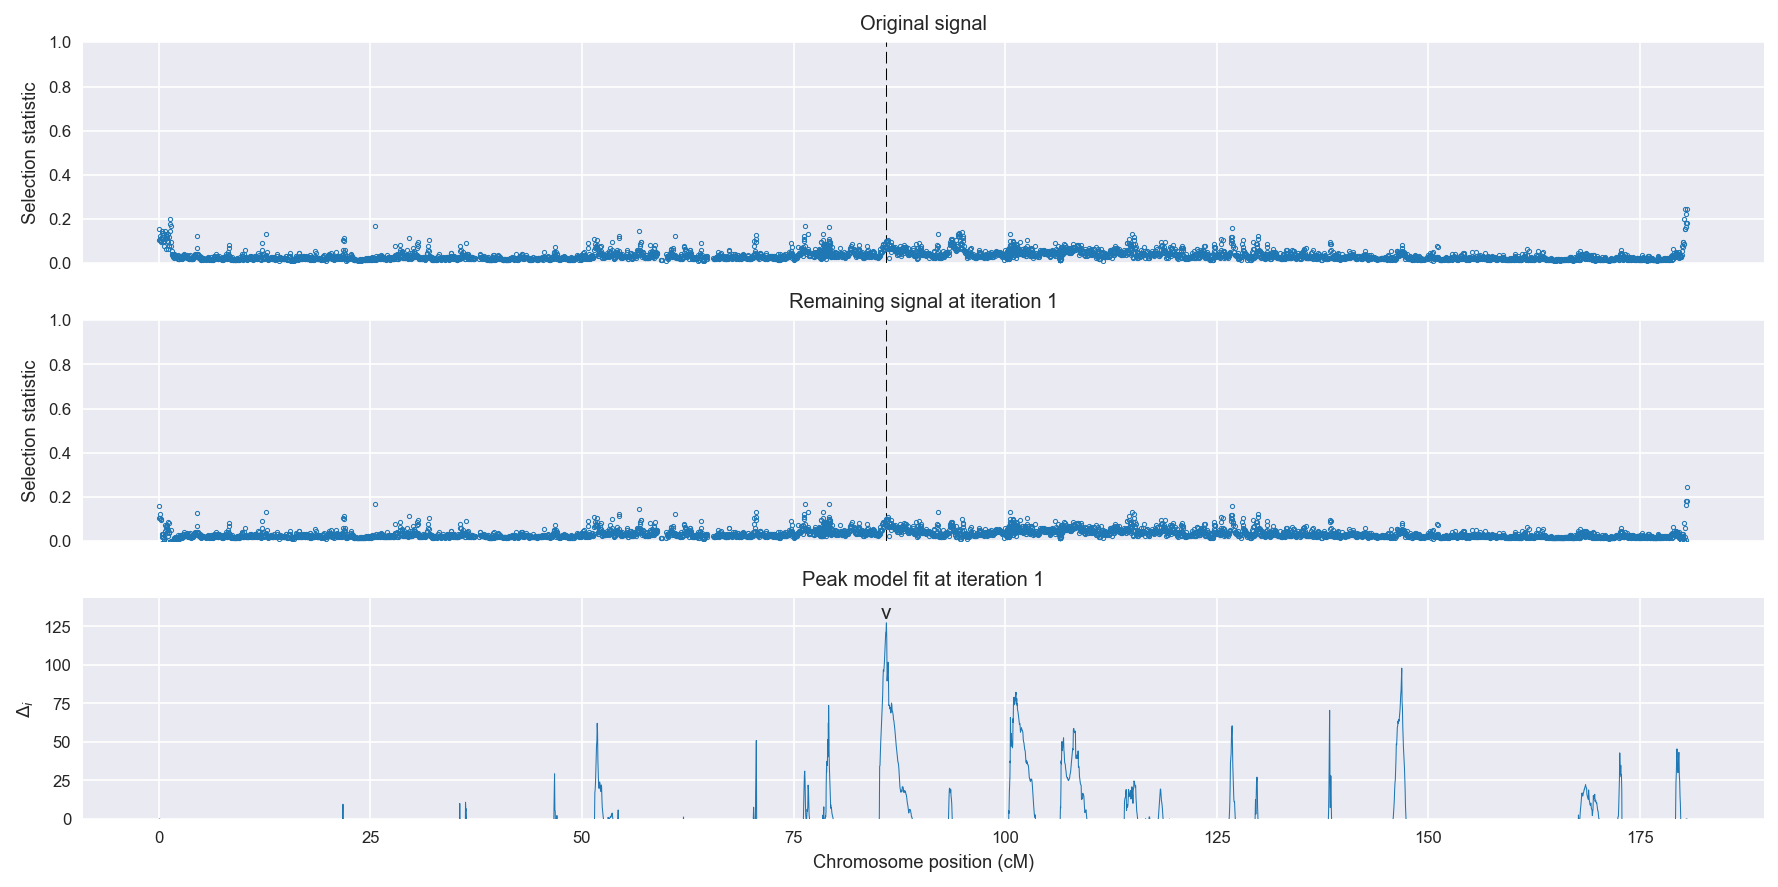 Original signal
1.0
0.8
0.6
0.4
0.2
0.0
Selection statistic
Remaining signal at iteration 1
1.0
0.8
0.6
0.4
0.2
0.0
Selection statistic
Peak model fit at iteration 1
v
125
100
75
50
25
0
Δi
0 25 50 75 100 125 150 175
Chromosome position (cM)